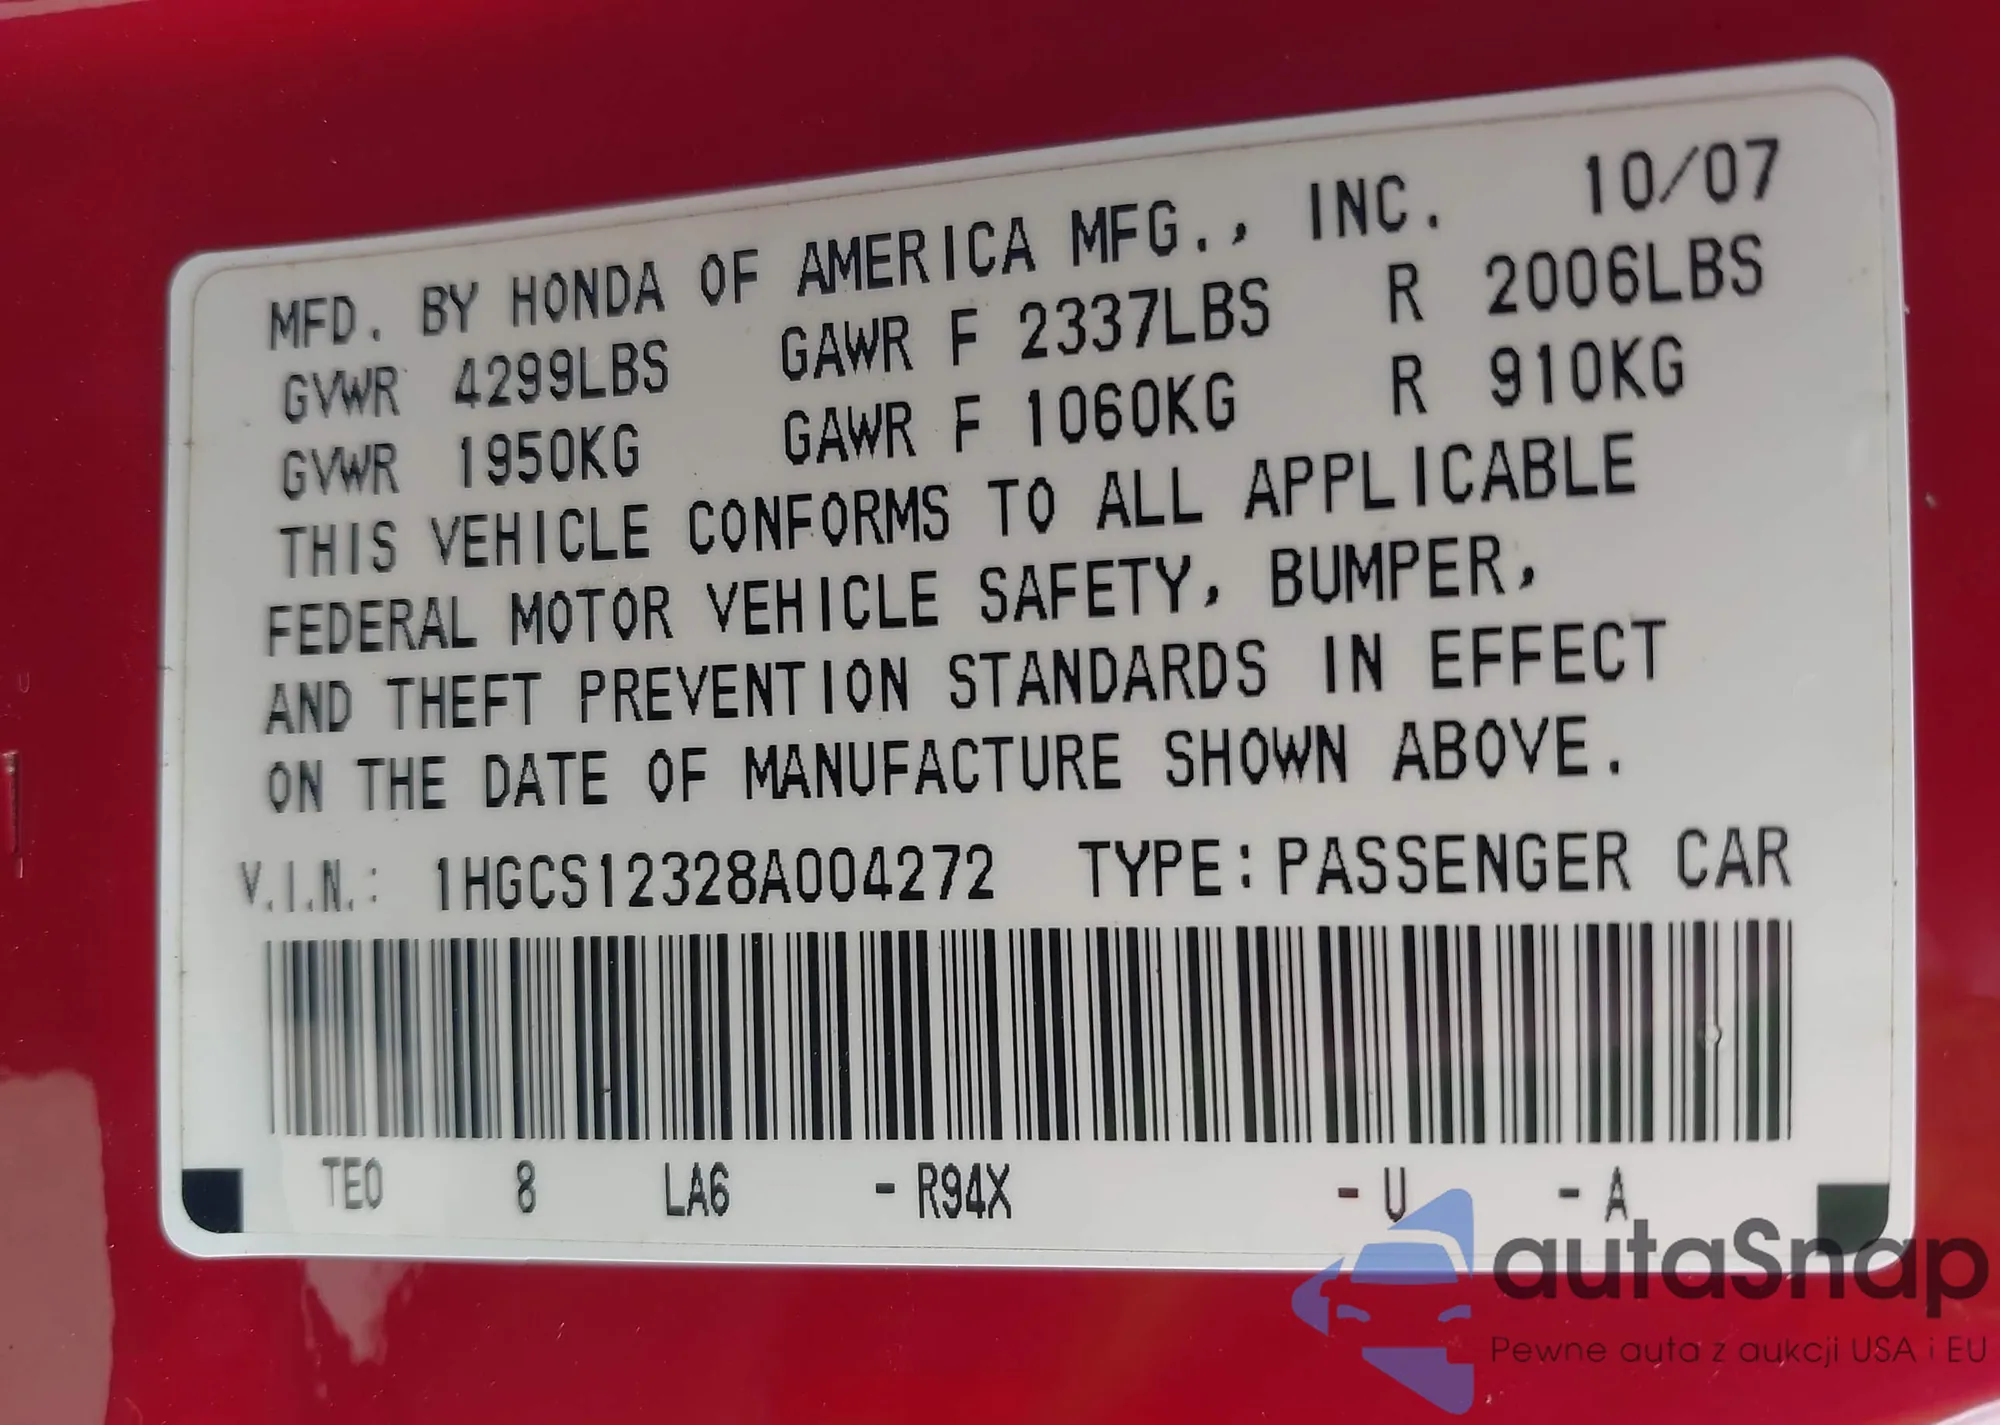 MFD. BY HONDA OF AMERICA MFG., INC. 10/07
GVWR 4299LBS GAWR F 2337LBS R 2006LBS
GVWR 1950KG GAWR F 1060KG R 910KG
THIS VEHICLE CONFORMS TO ALL APPLICABLE
FEDERAL MOTOR VEHICLE SAFETY, BUMPER,
AND THEFT PREVENTION STANDARDS IN EFFECT
ON THE DATE OF MANUFACTURE SHOWN ABOVE.
V.I.N.: 1HGCS12328A004272 TYPE: PASSENGER CAR
TE0 8 LA6 - R94X - U - A
autaSnap
Pewne auta z aukcji USA i EU